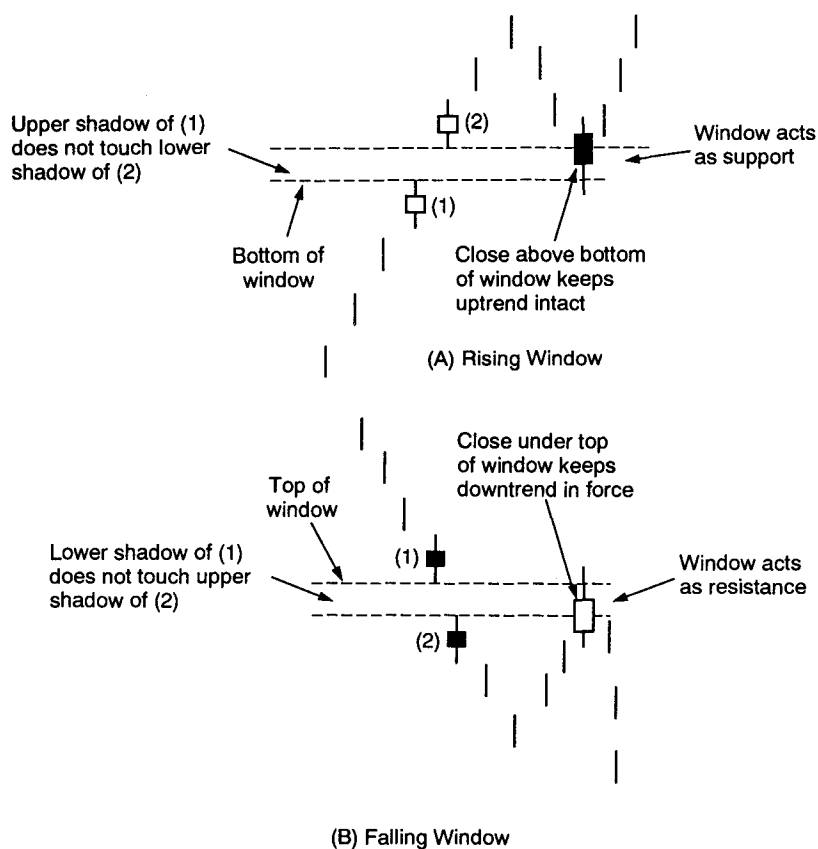 (2)
Upper shadow of (1)
does not touch lower
shadow of (2)
Window acts
as support
(1)
Bottom of
window
Close above bottom
of window keeps
uptrend intact
(A) Rising Window
Close under top
of window keeps
downtrend in force
Top of
window
(1)
Lower shadow of (1)
does not touch upper
shadow of (2)
Window acts
as resistance
(2)
(B) Falling Window